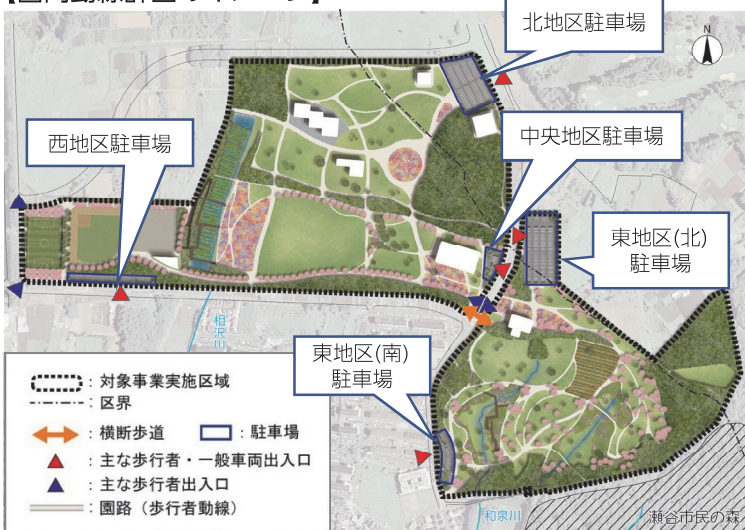 北地区駐車場
N
西地区駐車場
中央地区駐車場
東地区(北)
駐車場
相沢川
東地区(南)
駐車場
：対象事業実施区域
：区界
：横断歩道
：駐車場
：主な歩行者・一般車両出入口
：主な歩行者出入口
：園路（歩行者動線）
和泉川
瀬谷市民の森